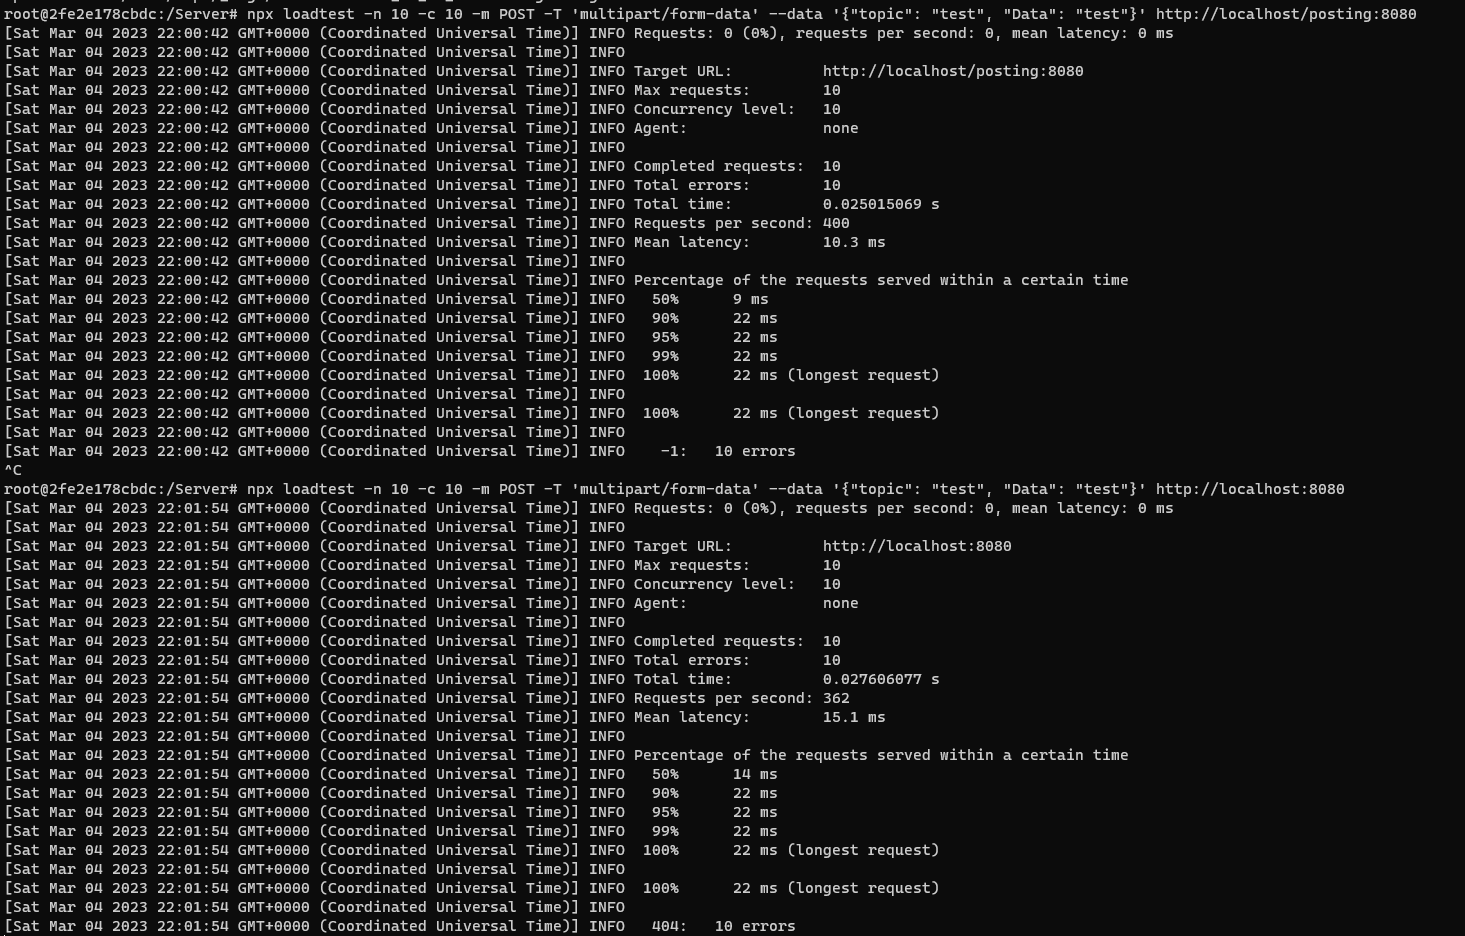 root@2fe2e178cbdc:/Server# npx loadtest -n 10 -c 10 -m POST -T 'multipart/form-data' --data '{"topic": "test", "Data": "test"}' http://localhost/posting:8080
[Sat Mar 04 2023 22:00:42 GMT+0000 (Coordinated Universal Time)] INFO Requests: 0 (0%), requests per second: 0, mean latency: 0 ms
[Sat Mar 04 2023 22:00:42 GMT+0000 (Coordinated Universal Time)] INFO
[Sat Mar 04 2023 22:00:42 GMT+0000 (Coordinated Universal Time)] INFO Target URL:          http://localhost/posting:8080
[Sat Mar 04 2023 22:00:42 GMT+0000 (Coordinated Universal Time)] INFO Max requests:        10
[Sat Mar 04 2023 22:00:42 GMT+0000 (Coordinated Universal Time)] INFO Concurrency level:   10
[Sat Mar 04 2023 22:00:42 GMT+0000 (Coordinated Universal Time)] INFO Agent:               none
[Sat Mar 04 2023 22:00:42 GMT+0000 (Coordinated Universal Time)] INFO
[Sat Mar 04 2023 22:00:42 GMT+0000 (Coordinated Universal Time)] INFO Completed requests:  10
[Sat Mar 04 2023 22:00:42 GMT+0000 (Coordinated Universal Time)] INFO Total errors:        10
[Sat Mar 04 2023 22:00:42 GMT+0000 (Coordinated Universal Time)] INFO Total time:          0.025015069 s
[Sat Mar 04 2023 22:00:42 GMT+0000 (Coordinated Universal Time)] INFO Requests per second: 400
[Sat Mar 04 2023 22:00:42 GMT+0000 (Coordinated Universal Time)] INFO Mean latency:        10.3 ms
[Sat Mar 04 2023 22:00:42 GMT+0000 (Coordinated Universal Time)] INFO
[Sat Mar 04 2023 22:00:42 GMT+0000 (Coordinated Universal Time)] INFO Percentage of the requests served within a certain time
[Sat Mar 04 2023 22:00:42 GMT+0000 (Coordinated Universal Time)] INFO   50%      9 ms
[Sat Mar 04 2023 22:00:42 GMT+0000 (Coordinated Universal Time)] INFO   90%      22 ms
[Sat Mar 04 2023 22:00:42 GMT+0000 (Coordinated Universal Time)] INFO   95%      22 ms
[Sat Mar 04 2023 22:00:42 GMT+0000 (Coordinated Universal Time)] INFO   99%      22 ms
[Sat Mar 04 2023 22:00:42 GMT+0000 (Coordinated Universal Time)] INFO  100%      22 ms (longest request)
[Sat Mar 04 2023 22:00:42 GMT+0000 (Coordinated Universal Time)] INFO
[Sat Mar 04 2023 22:00:42 GMT+0000 (Coordinated Universal Time)] INFO  100%      22 ms (longest request)
[Sat Mar 04 2023 22:00:42 GMT+0000 (Coordinated Universal Time)] INFO
[Sat Mar 04 2023 22:00:42 GMT+0000 (Coordinated Universal Time)] INFO    -1:   10 errors
^C
root@2fe2e178cbdc:/Server# npx loadtest -n 10 -c 10 -m POST -T 'multipart/form-data' --data '{"topic": "test", "Data": "test"}' http://localhost:8080
[Sat Mar 04 2023 22:01:54 GMT+0000 (Coordinated Universal Time)] INFO Requests: 0 (0%), requests per second: 0, mean latency: 0 ms
[Sat Mar 04 2023 22:01:54 GMT+0000 (Coordinated Universal Time)] INFO
[Sat Mar 04 2023 22:01:54 GMT+0000 (Coordinated Universal Time)] INFO Target URL:          http://localhost:8080
[Sat Mar 04 2023 22:01:54 GMT+0000 (Coordinated Universal Time)] INFO Max requests:        10
[Sat Mar 04 2023 22:01:54 GMT+0000 (Coordinated Universal Time)] INFO Concurrency level:   10
[Sat Mar 04 2023 22:01:54 GMT+0000 (Coordinated Universal Time)] INFO Agent:               none
[Sat Mar 04 2023 22:01:54 GMT+0000 (Coordinated Universal Time)] INFO
[Sat Mar 04 2023 22:01:54 GMT+0000 (Coordinated Universal Time)] INFO Completed requests:  10
[Sat Mar 04 2023 22:01:54 GMT+0000 (Coordinated Universal Time)] INFO Total errors:        10
[Sat Mar 04 2023 22:01:54 GMT+0000 (Coordinated Universal Time)] INFO Total time:          0.027606077 s
[Sat Mar 04 2023 22:01:54 GMT+0000 (Coordinated Universal Time)] INFO Requests per second: 362
[Sat Mar 04 2023 22:01:54 GMT+0000 (Coordinated Universal Time)] INFO Mean latency:        15.1 ms
[Sat Mar 04 2023 22:01:54 GMT+0000 (Coordinated Universal Time)] INFO
[Sat Mar 04 2023 22:01:54 GMT+0000 (Coordinated Universal Time)] INFO Percentage of the requests served within a certain time
[Sat Mar 04 2023 22:01:54 GMT+0000 (Coordinated Universal Time)] INFO   50%      14 ms
[Sat Mar 04 2023 22:01:54 GMT+0000 (Coordinated Universal Time)] INFO   90%      22 ms
[Sat Mar 04 2023 22:01:54 GMT+0000 (Coordinated Universal Time)] INFO   95%      22 ms
[Sat Mar 04 2023 22:01:54 GMT+0000 (Coordinated Universal Time)] INFO   99%      22 ms
[Sat Mar 04 2023 22:01:54 GMT+0000 (Coordinated Universal Time)] INFO  100%      22 ms (longest request)
[Sat Mar 04 2023 22:01:54 GMT+0000 (Coordinated Universal Time)] INFO
[Sat Mar 04 2023 22:01:54 GMT+0000 (Coordinated Universal Time)] INFO  100%      22 ms (longest request)
[Sat Mar 04 2023 22:01:54 GMT+0000 (Coordinated Universal Time)] INFO
[Sat Mar 04 2023 22:01:54 GMT+0000 (Coordinated Universal Time)] INFO   404:   10 errors